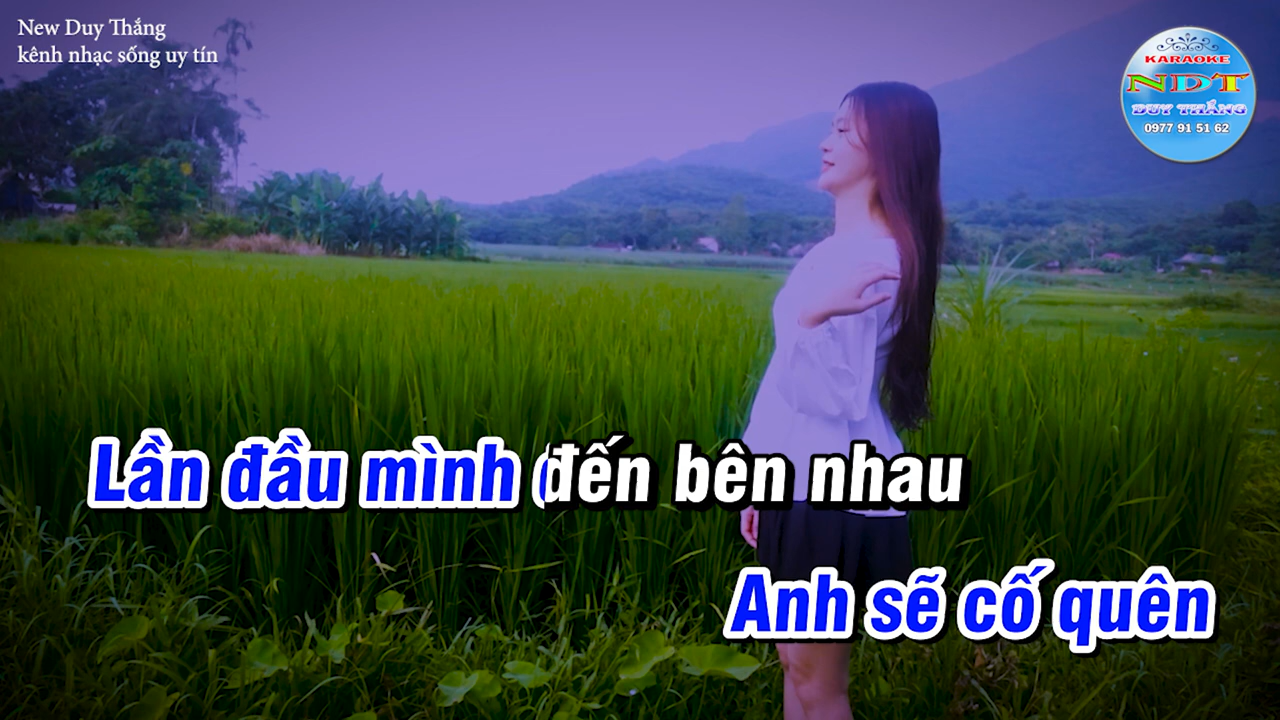 New Duy Thắng
kênh nhạc sống uy tín
KARAOKE
NDT
DUY THẮNG
0977 91 51 62
Lần đầu mình đến bên nhau
Anh sẽ cố quên